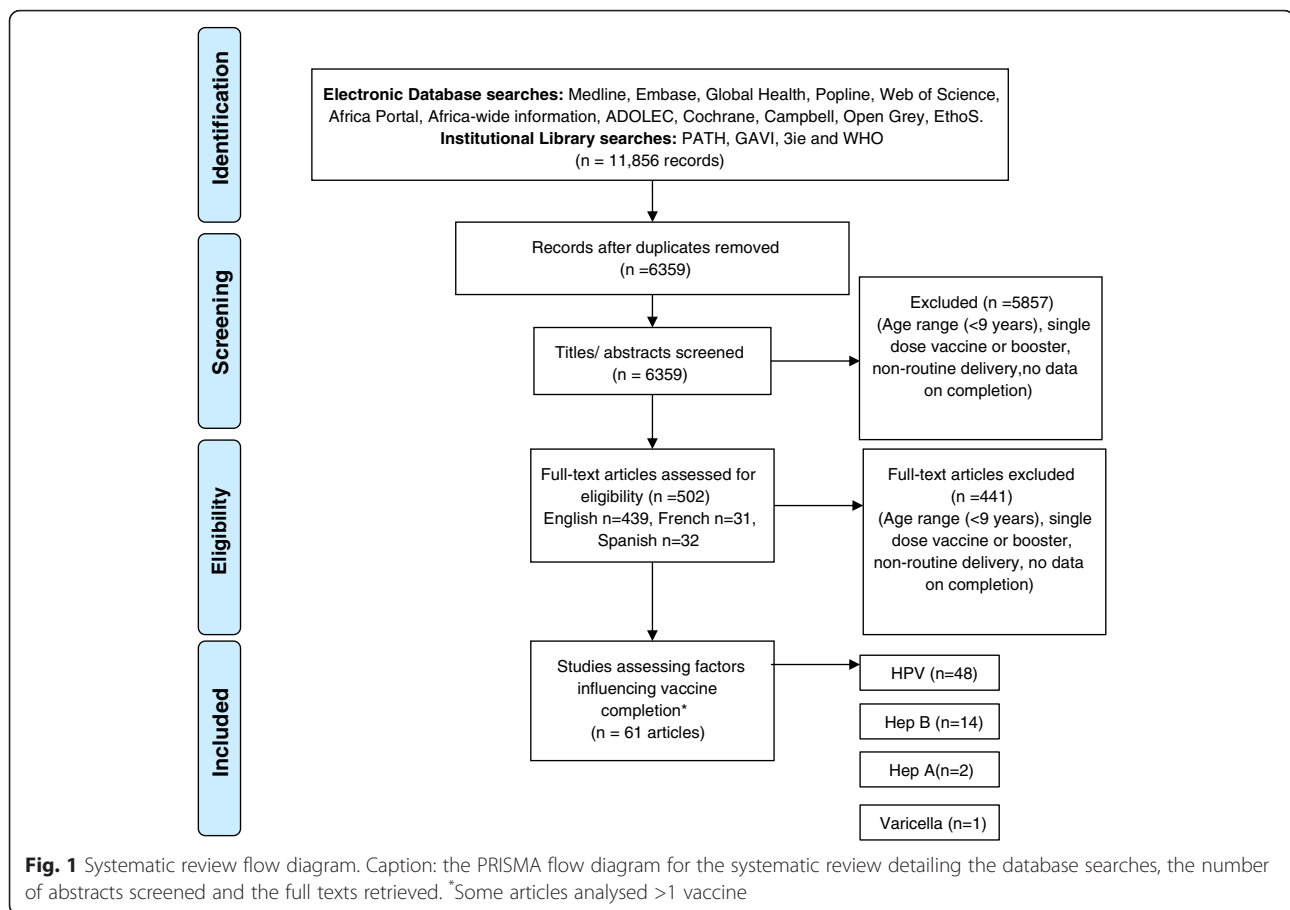 Identification
Electronic Database searches: Medline, Embase, Global Health, Popline, Web of Science,
Africa Portal, Africa-wide information, ADOLEC, Cochrane, Campbell, Open Grey, EthoS.
Institutional Library searches: PATH, GAVI, 3ie and WHO
(n = 11,856 records)
Records after duplicates removed
(n =6359)
Screening
Titles/ abstracts screened
(n = 6359)
Excluded (n =5857)
(Age range (<9 years), single
dose vaccine or booster,
non-routine delivery,no data
on completion)
Eligibility
Full-text articles assessed for
eligibility (n =502)
English n=439, French n=31,
Spanish n=32
Full-text articles excluded
(n =441)
(Age range (<9 years), single
dose vaccine or booster,
non-routine delivery, no data
on completion)
Included
Studies assessing factors
influencing vaccine
completion*
(n = 61 articles)
HPV (n=48)
Hep B (n=14)
Hep A(n=2)
Varicella (n=1)
Fig. 1 Systematic review flow diagram. Caption: the PRISMA flow diagram for the systematic review detailing the database searches, the number
of abstracts screened and the full texts retrieved. *Some articles analysed >1 vaccine